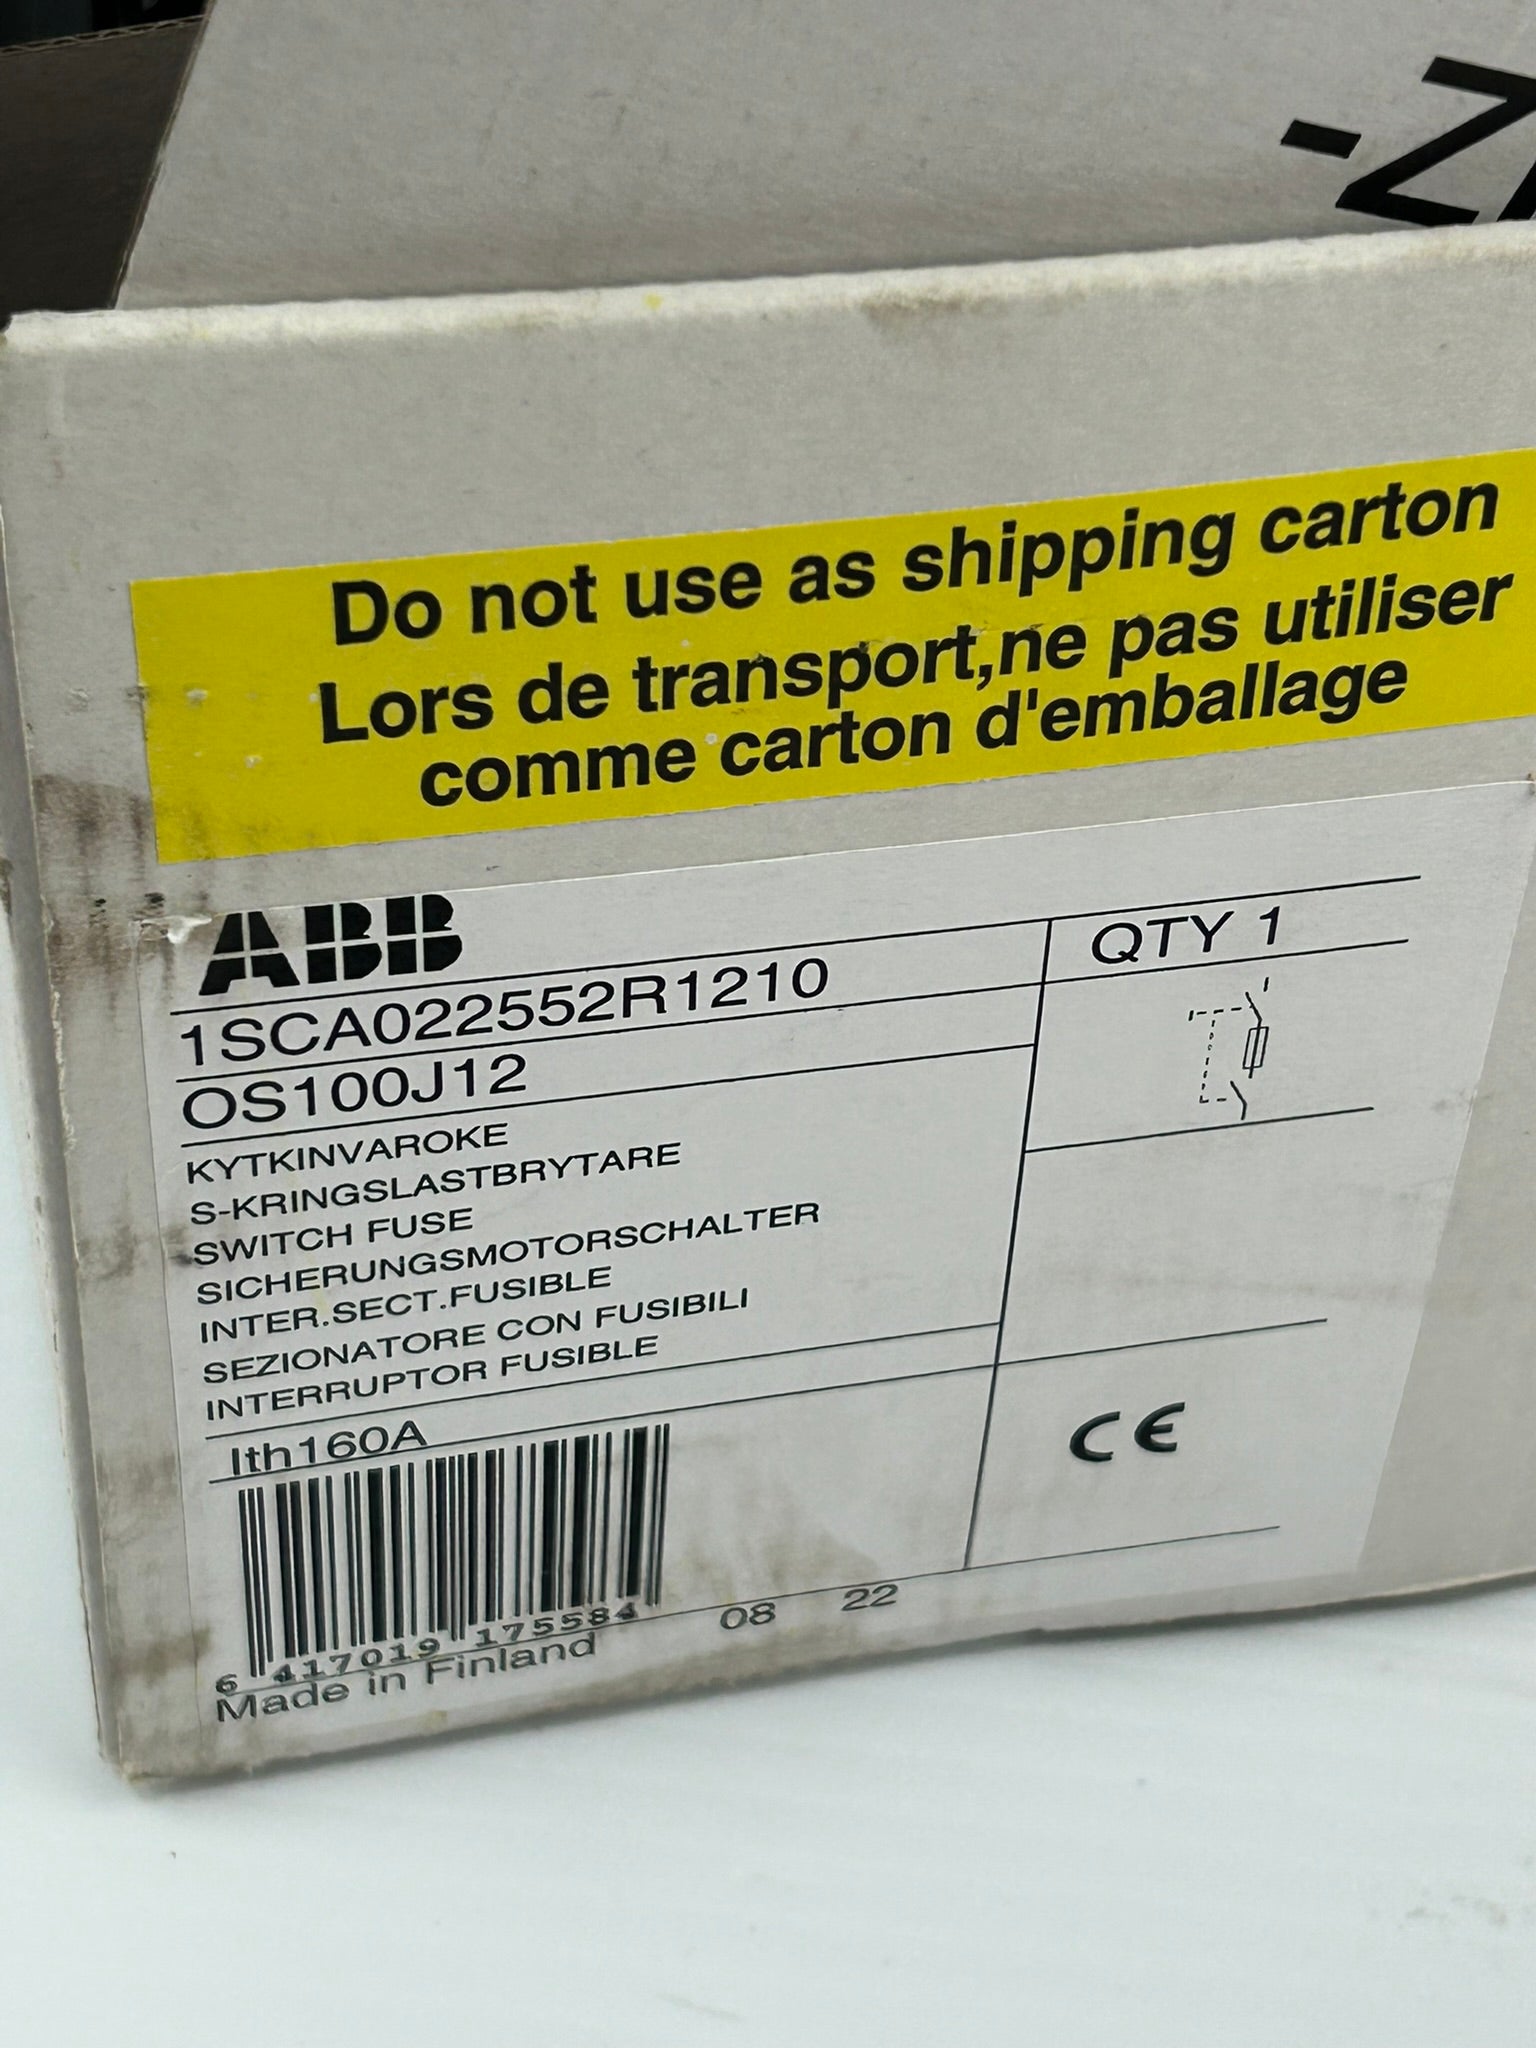 Do not use as shipping carton
Lors de transport,ne pas utiliser
comme carton d'emballage
ABB
QTY 1
1SCA022552R1210
OS100J12
KYTKINVAROKE
S-KRINGSLASTBRYTARE
SWITCH FUSE
SICHERUNGSMOTORSCHALTER
INTER.SECT.FUSIBLE
SEZIONATORE CON FUSIBILI
INTERRUPTOR FUSIBLE
Ith160A
CE
6 417019 175584
08 22
Made in Finland